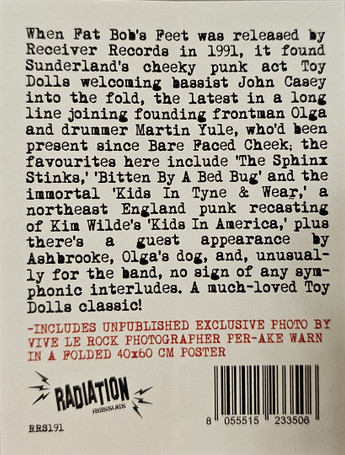 When Fat Bob's Feet was released by
Receiver Records in 1991, it found
Sunderland's cheeky punk act Toy
Dolls welcoming bassist John Casey
into the fold, the latest in a long
line joining founding frontman Olga
and drummer Martin Yule, who'd been
present since Bare Faced Cheek; the
favourites here include 'The Sphinx
Stinks,' 'Bitten By A Bed Bug' and the
immortal 'Kids In Tyne & Wear,' a
northeast England punk recasting
of Kim Wilde's 'Kids In America,' plus
there's a guest appearance by
Ashbrooke, Olga's dog, and, unusual-
ly for the band, no sign of any sym-
phonic interludes. A much-loved Toy
Dolls classic!
-INCLUDES UNPUBLISHED EXCLUSIVE PHOTO BY
VIVE LE ROCK PHOTOGRAPHER PER-AKE WARN
IN A FOLDED 40x60 CM POSTER
RADIATION
REISSUES
RRS191
8 055515 233506